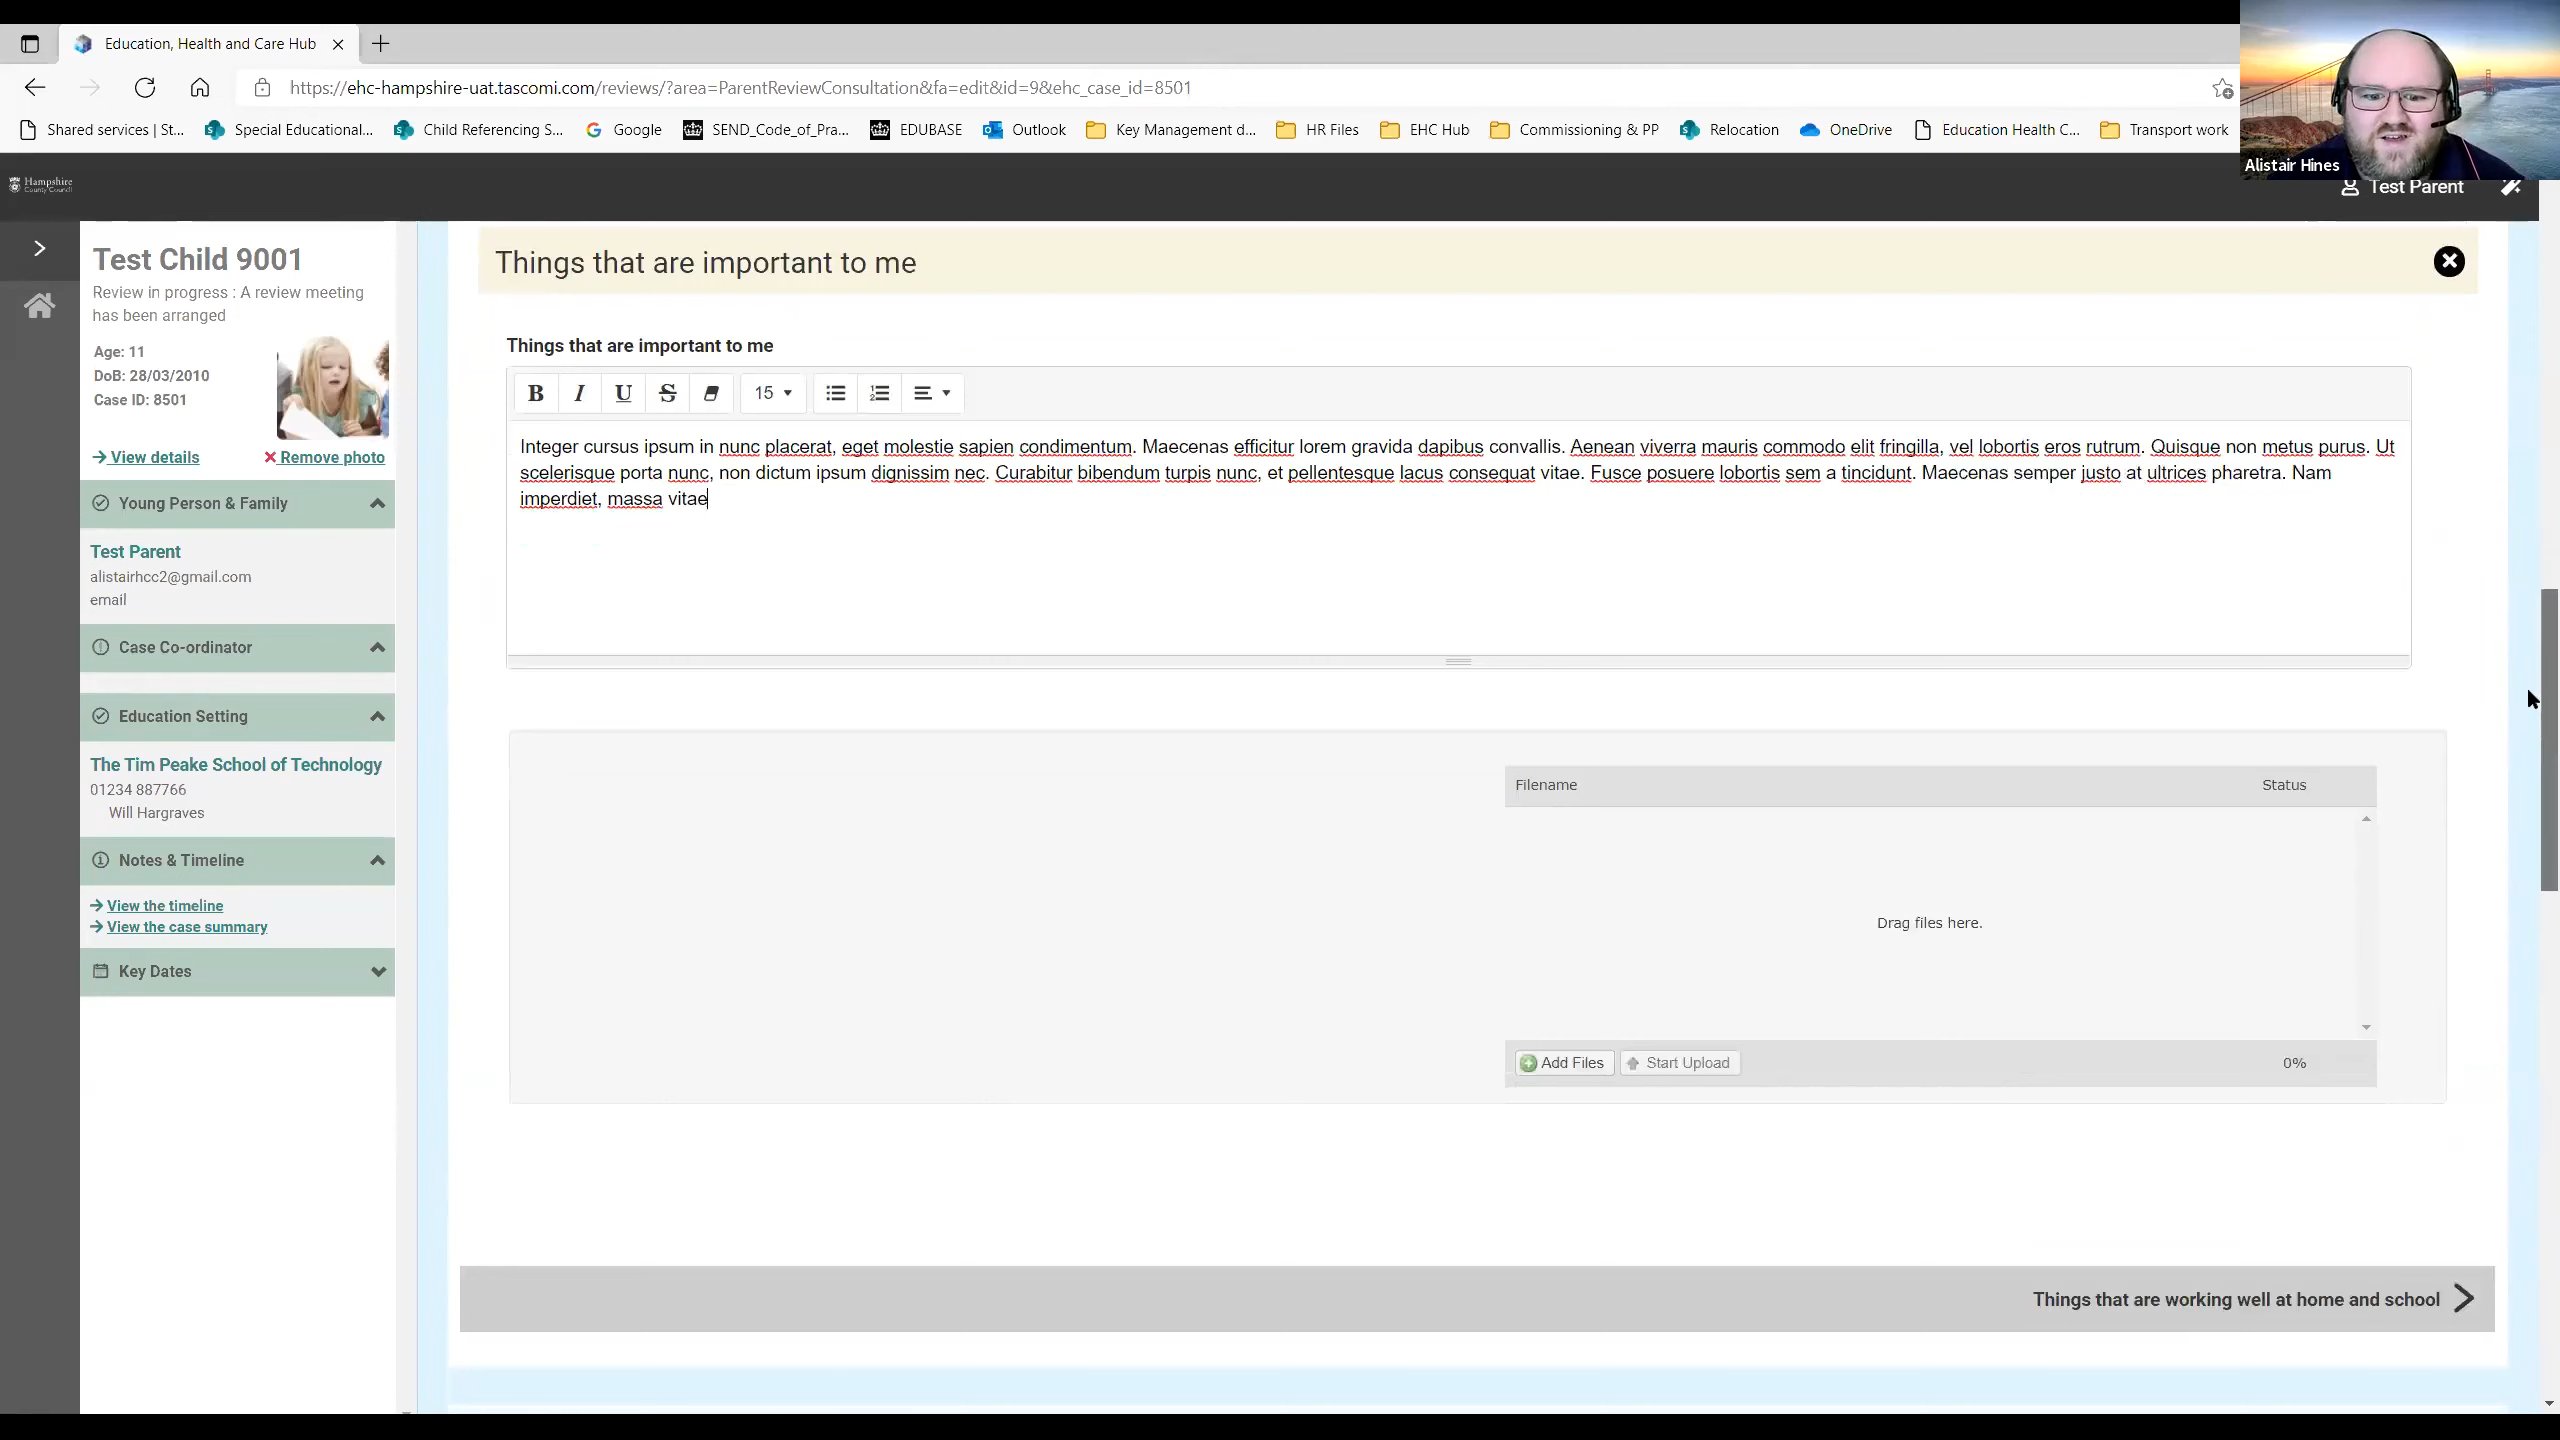 Education, Health and Care Hub
https://ehc-hampshire-uat.tascomi.com/reviews/?area=ParentReviewConsultation&fa=edit&id=9&ehc_case_id=8501
Shared services | St... Special Educational... Child Referencing S... Google SEND_Code_of_Pra... EDUBASE Outlook Key Management d... HR Files EHC Hub Commissioning & PP Relocation OneDrive Education Health C... Transport work
Alistair Hines
Hampshire
County Council
Test Parent
Test Child 9001
Review in progress : A review meeting
has been arranged
Age: 11
DoB: 28/03/2010
Case ID: 8501
View details Remove photo
Young Person & Family
Test Parent
alistairhcc2@gmail.com
email
Case Co-ordinator
Education Setting
The Tim Peake School of Technology
01234 887766
Will Hargraves
Notes & Timeline
View the timeline
View the case summary
Key Dates
Things that are important to me
Things that are important to me
B I U S 15
Integer cursus ipsum in nunc placerat, eget molestie sapien condimentum. Maecenas efficitur lorem gravida dapibus convallis. Aenean viverra mauris commodo elit fringilla, vel lobortis eros rutrum. Quisque non metus purus. Ut
scelerisque porta nunc, non dictum ipsum dignissim nec. Curabitur bibendum turpis nunc, et pellentesque lacus consequat vitae. Fusce posuere lobortis sem a tincidunt. Maecenas semper justo at ultrices pharetra. Nam
imperdiet, massa vitae
Filename Status
Drag files here.
Add Files Start Upload 0%
Things that are working well at home and school